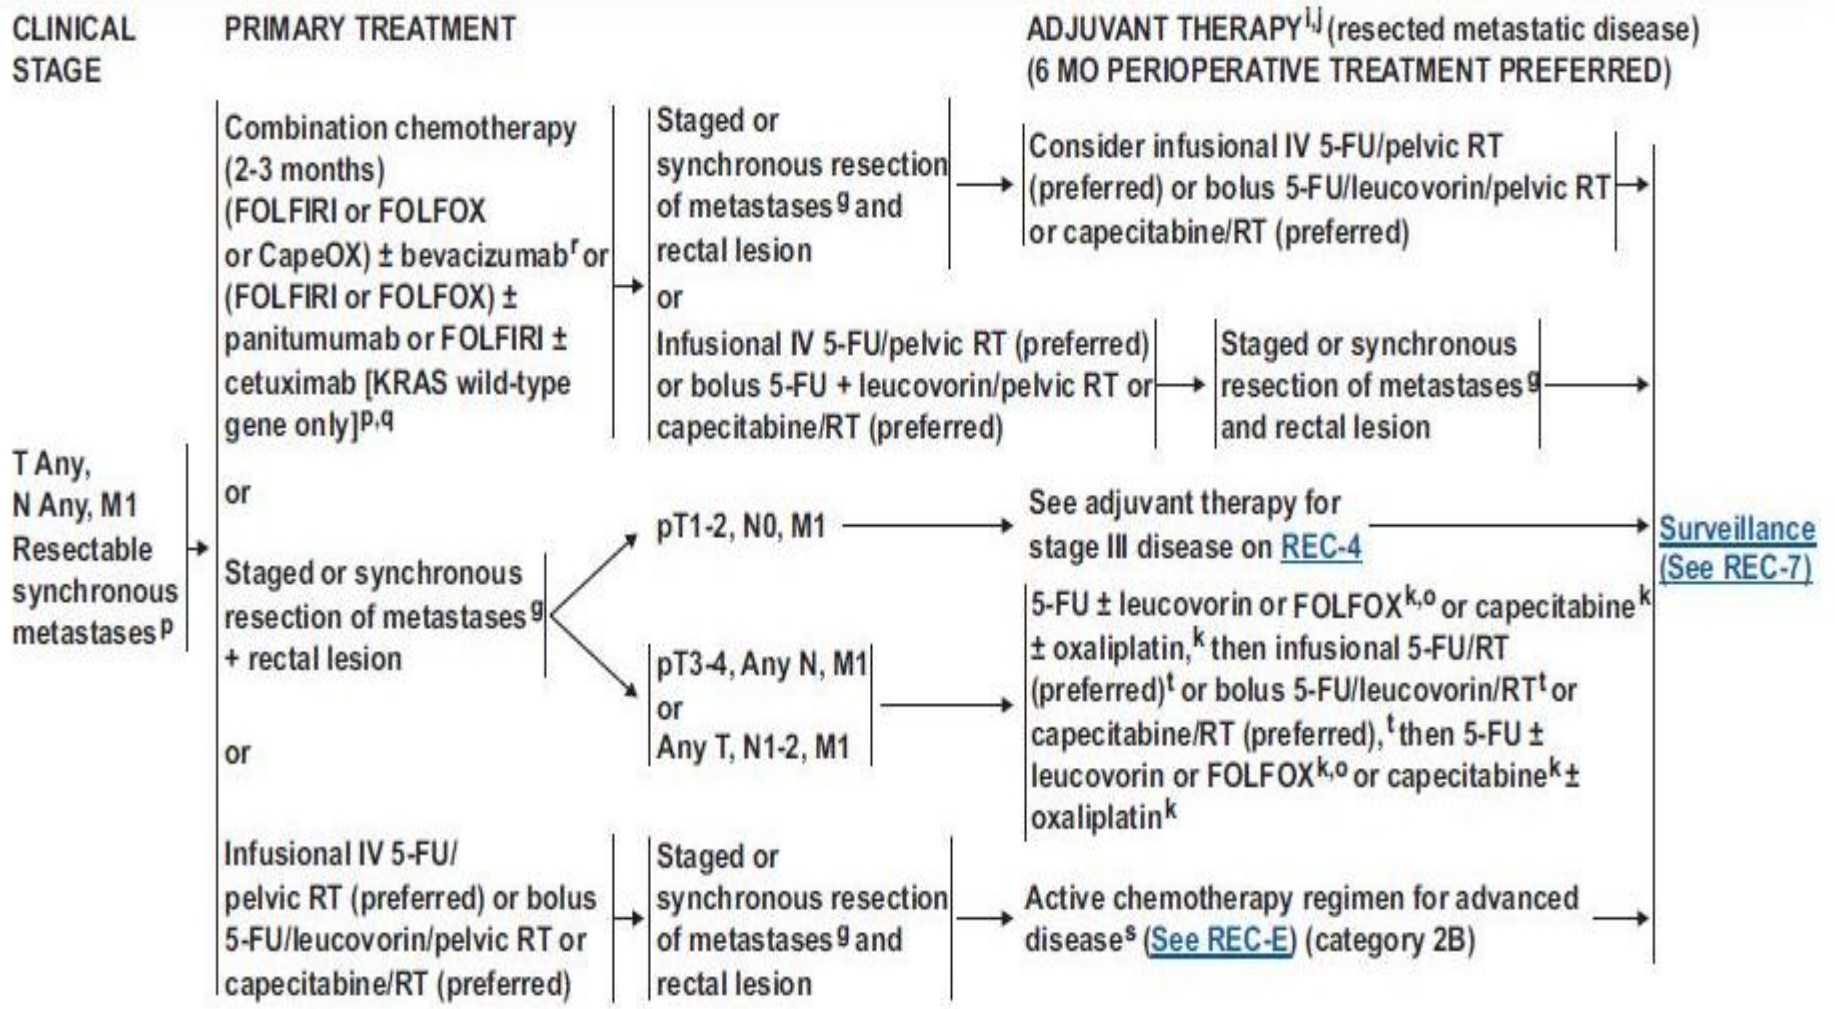 CLINICAL
STAGE
PRIMARY TREATMENT
ADJUVANT THERAPYi,j (resected metastatic disease)
(6 MO PERIOPERATIVE TREATMENT PREFERRED)
T Any,
N Any, M1
Resectable
synchronous
metastasesp
Combination chemotherapy
(2-3 months)
(FOLFIRI or FOLFOX
or CapeOX) ± bevacizumabr or
(FOLFIRI or FOLFOX) ±
panitumumab or FOLFIRI ±
cetuximab [KRAS wild-type
gene only]p,q
Staged or
synchronous resection
of metastasesg and
rectal lesion
Consider infusional IV 5-FU/pelvic RT
(preferred) or bolus 5-FU/leucovorin/pelvic RT
or capecitabine/RT (preferred)
or
Infusional IV 5-FU/pelvic RT (preferred)
or bolus 5-FU + leucovorin/pelvic RT or
capecitabine/RT (preferred)
Staged or synchronous
resection of metastasesg
and rectal lesion
or
Staged or synchronous
resection of metastasesg
+ rectal lesion
pT1-2, N0, M1
See adjuvant therapy for
stage III disease on REC-4
pT3-4, Any N, M1
or
Any T, N1-2, M1
5-FU ± leucovorin or FOLFOXk,o or capecitabinek
± oxaliplatin,k then infusional 5-FU/RT
(preferred)t or bolus 5-FU/leucovorin/RTt or
capecitabine/RT (preferred),t then 5-FU ±
leucovorin or FOLFOXk,o or capecitabinek ±
oxaliplatink
or
Infusional IV 5-FU/
pelvic RT (preferred) or bolus
5-FU/leucovorin/pelvic RT or
capecitabine/RT (preferred)
Staged or
synchronous resection
of metastasesg and
rectal lesion
Active chemotherapy regimen for advanced
diseases (See REC-E) (category 2B)
Surveillance
(See REC-7)